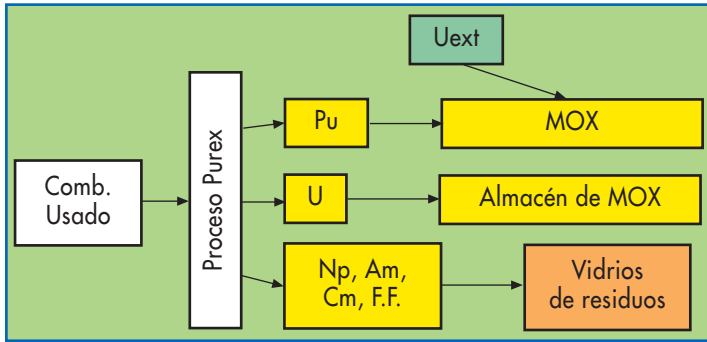 Uext
Pu
MOX
Comb.
Usado
Proceso Purex
U
Almacén de MOX
Np, Am,
Cm, F.F.
Vidrios
de residuos